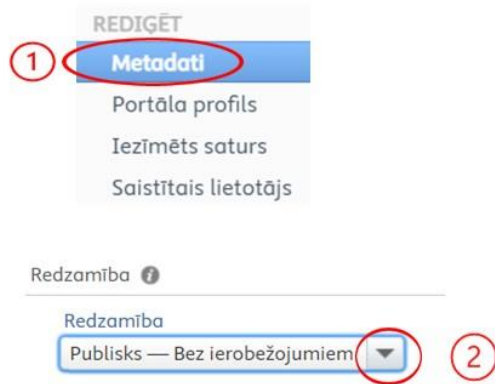 REDIĢĒT
1 Metadati
Portāla profils
Iezīmēts saturs
Saistītais lietotājs
Redzamība i
Redzamība
Publisks — Bez ierobežojumiem 2